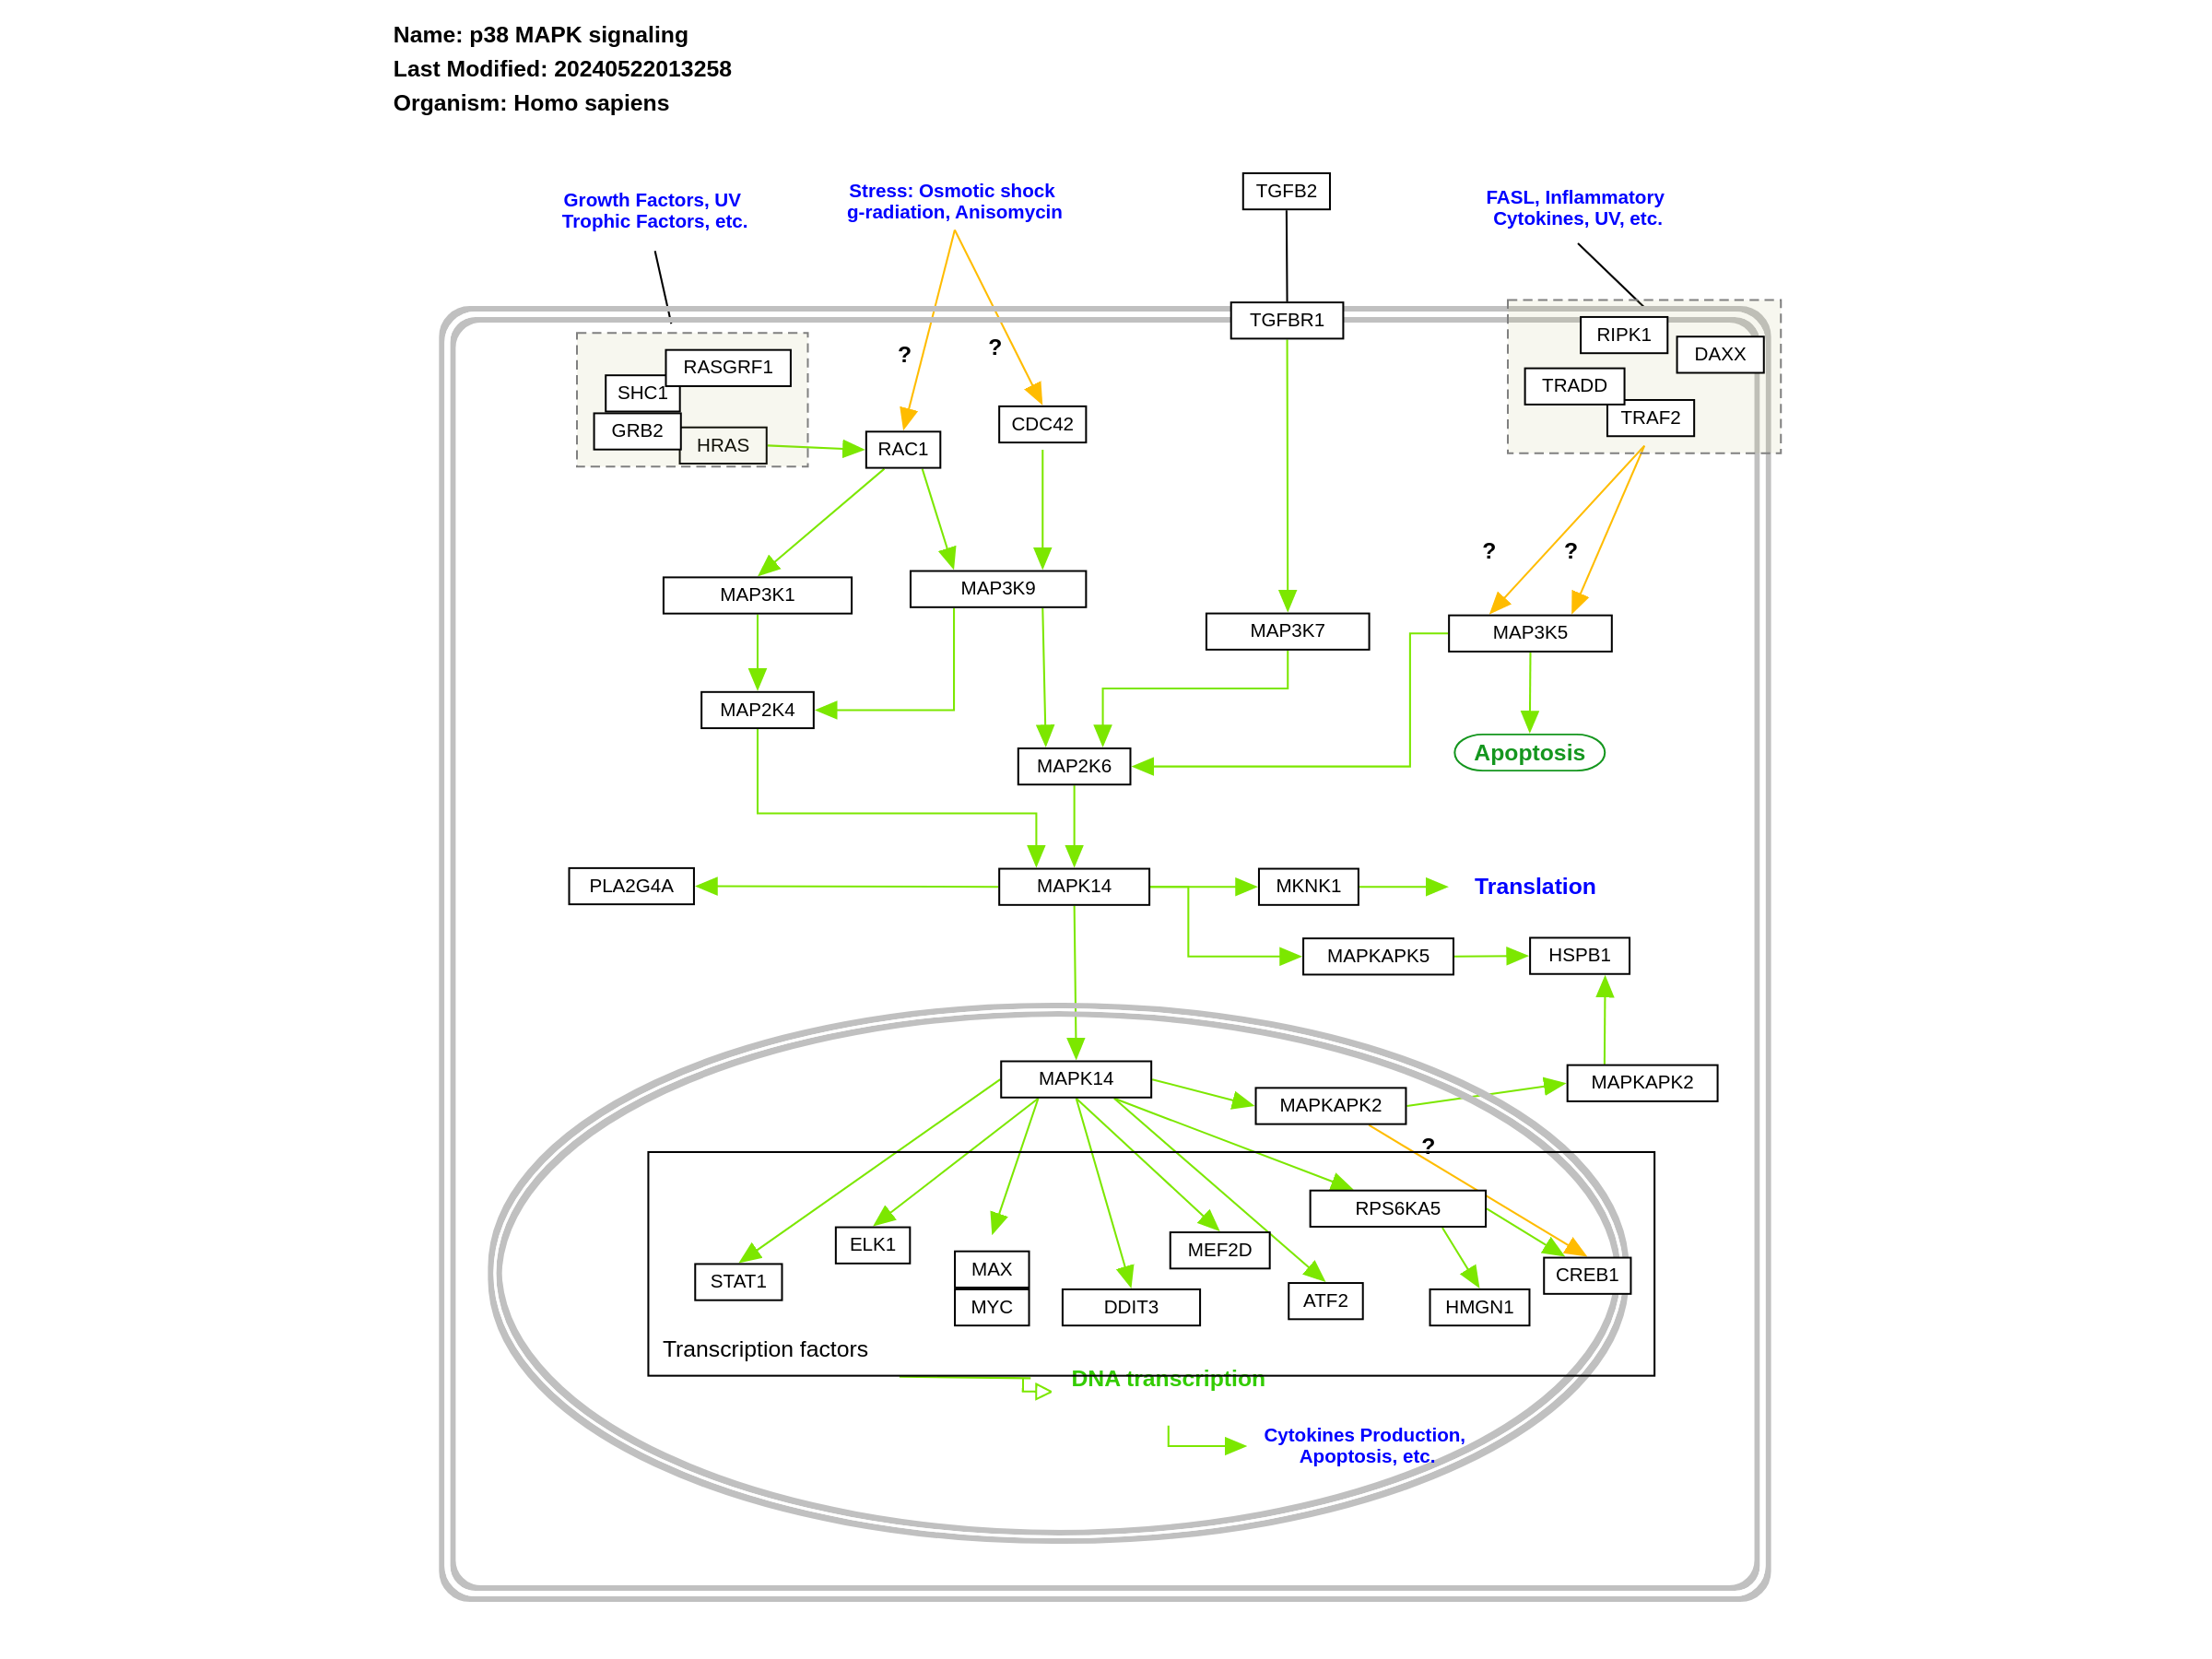 Name: p38 MAPK signaling
Last Modified: 20240522013258
Organism: Homo sapiens
Growth Factors, UV
Trophic Factors, etc.
Stress: Osmotic shock
g-radiation, Anisomycin
TGFB2
FASL, Inflammatory
Cytokines, UV, etc.
TGFBR1
RIPK1
DAXX
TRADD
TRAF2
RASGRF1
SHC1
GRB2
HRAS
?
?
RAC1
CDC42
?
?
MAP3K1
MAP3K9
MAP3K7
MAP3K5
MAP2K4
MAP2K6
Apoptosis
PLA2G4A
MAPK14
MKNK1
Translation
MAPKAPK5
HSPB1
MAPK14
MAPKAPK2
MAPKAPK2
?
RPS6KA5
STAT1
ELK1
MAX
MYC
DDIT3
MEF2D
ATF2
HMGN1
CREB1
Transcription factors
DNA transcription
Cytokines Production,
Apoptosis, etc.